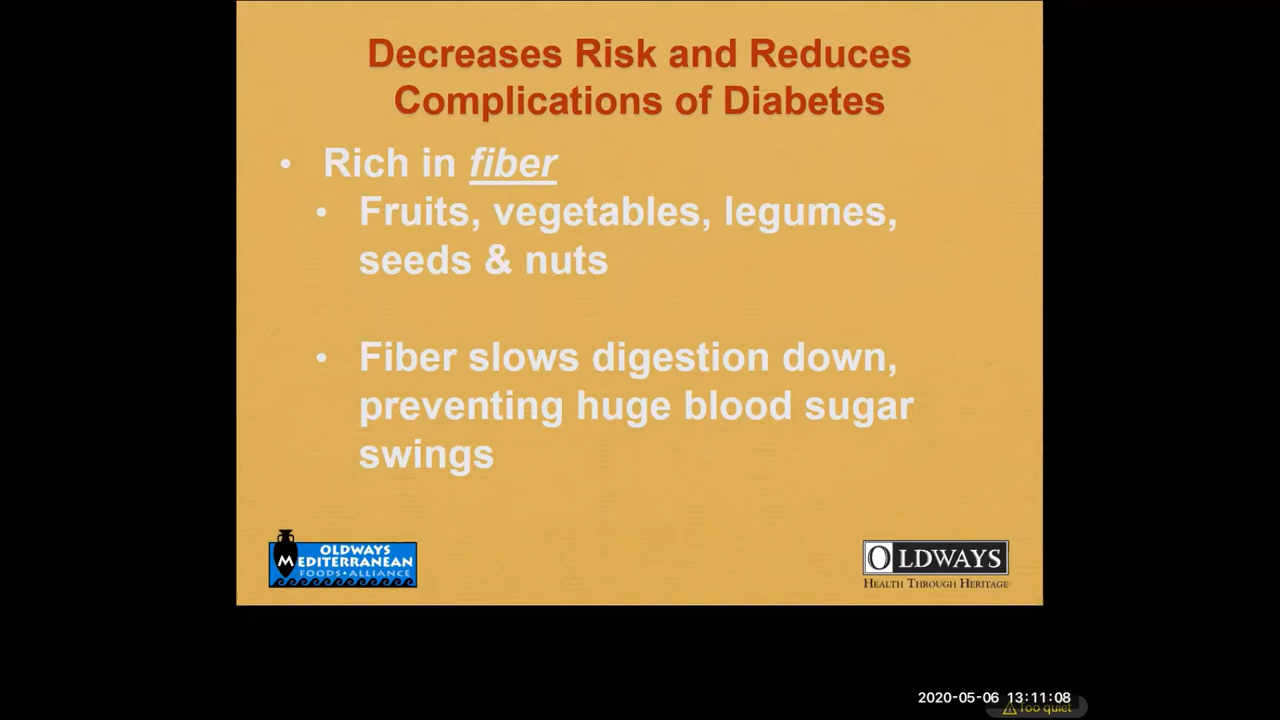 Decreases Risk and Reduces
Complications of Diabetes
• Rich in fiber
• Fruits, vegetables, legumes,
seeds & nuts
• Fiber slows digestion down,
preventing huge blood sugar
swings
OLDWAYS
MEDITERRANEAN
FOODS•ALLIANCE
OLDWAYS
HEALTH THROUGH HERITAGE
2020-05-06 13:11:08
Too quiet